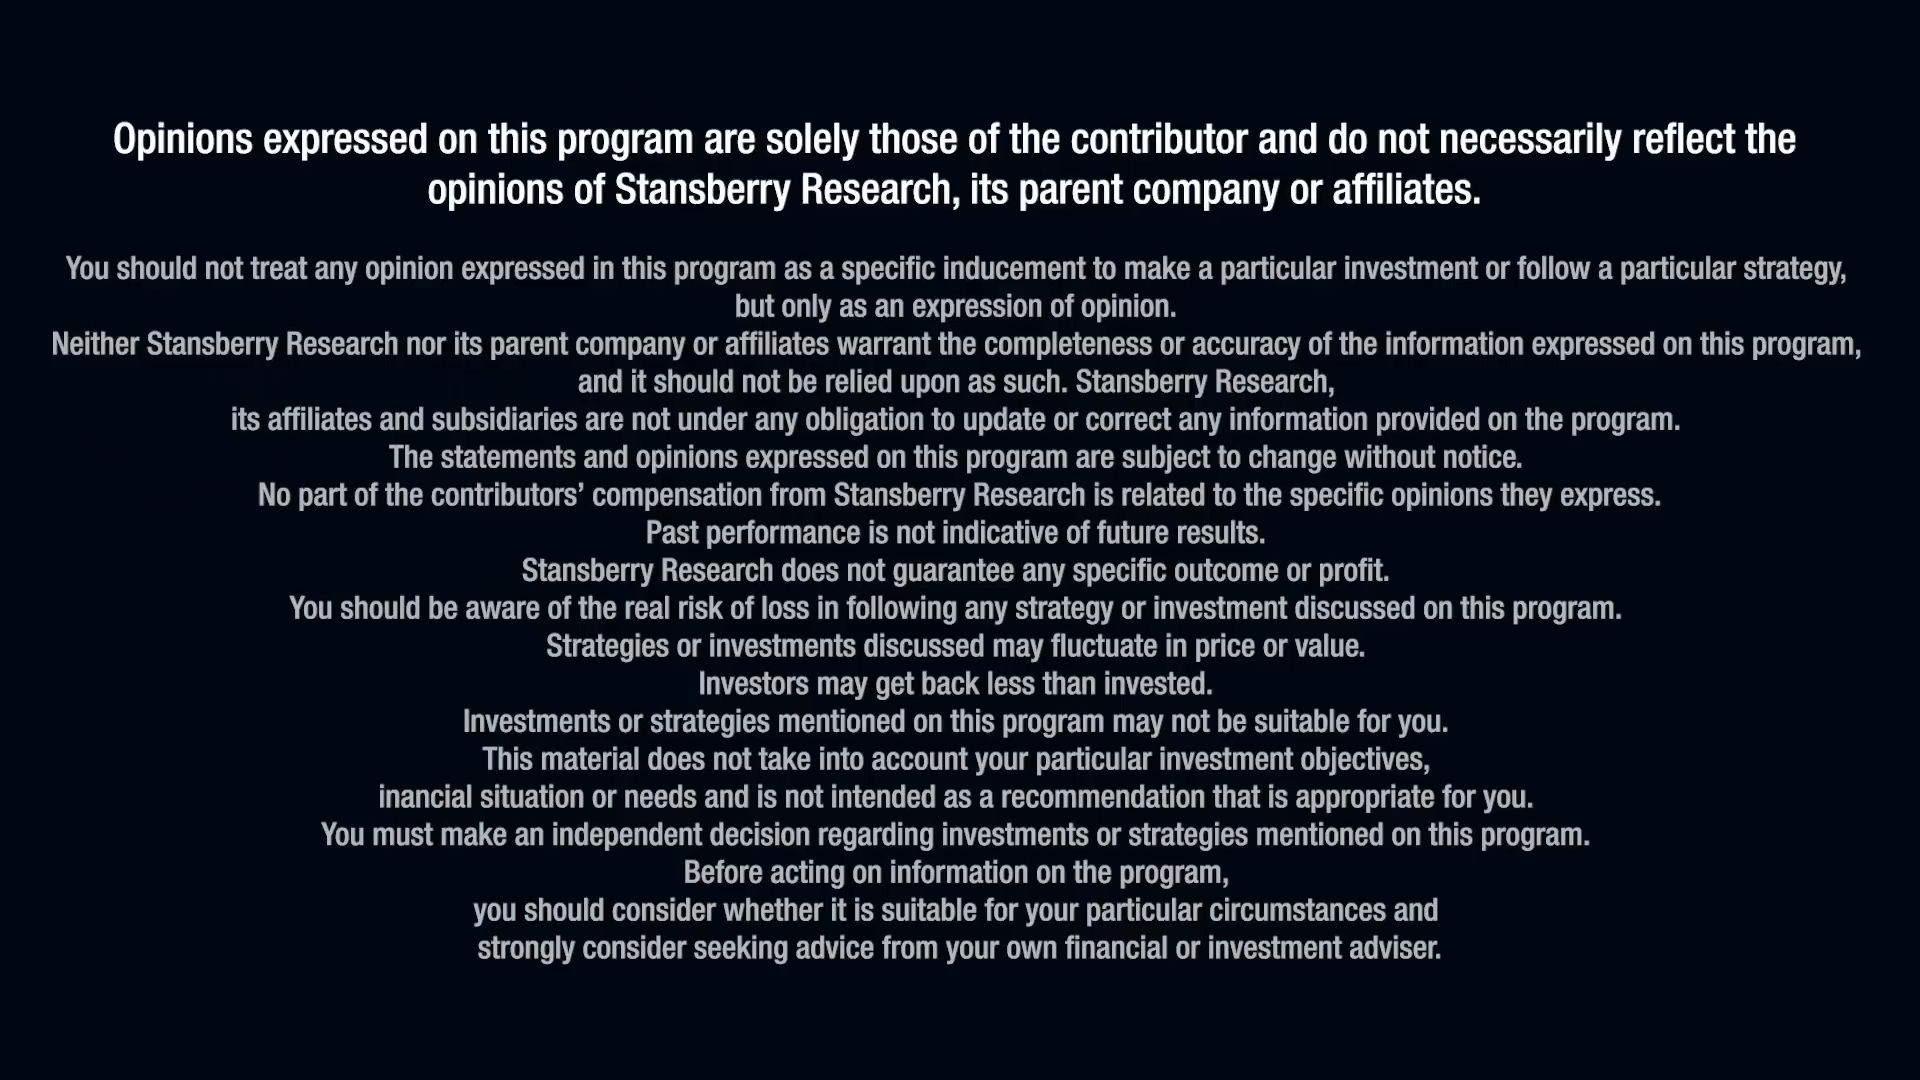 Opinions expressed on this program are solely those of the contributor and do not necessarily reflect the
opinions of Stansberry Research, its parent company or affiliates.
You should not treat any opinion expressed in this program as a specific inducement to make a particular investment or follow a particular strategy,
but only as an expression of opinion.
Neither Stansberry Research nor its parent company or affiliates warrant the completeness or accuracy of the information expressed on this program,
and it should not be relied upon as such. Stansberry Research,
its affiliates and subsidiaries are not under any obligation to update or correct any information provided on the program.
The statements and opinions expressed on this program are subject to change without notice.
No part of the contributors’ compensation from Stansberry Research is related to the specific opinions they express.
Past performance is not indicative of future results.
Stansberry Research does not guarantee any specific outcome or profit.
You should be aware of the real risk of loss in following any strategy or investment discussed on this program.
Strategies or investments discussed may fluctuate in price or value.
Investors may get back less than invested.
Investments or strategies mentioned on this program may not be suitable for you.
This material does not take into account your particular investment objectives,
inancial situation or needs and is not intended as a recommendation that is appropriate for you.
You must make an independent decision regarding investments or strategies mentioned on this program.
Before acting on information on the program,
you should consider whether it is suitable for your particular circumstances and
strongly consider seeking advice from your own financial or investment adviser.